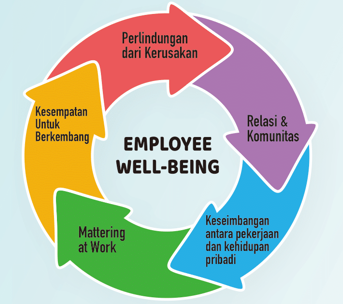 Perlindungan
dari Kerusakan
Relasi &
Komunitas
Keseimbangan
antara pekerjaan
dan kehidupan
pribadi
Mattering
at Work
Kesempatan
Untuk
Berkembang
EMPLOYEE
WELL-BEING